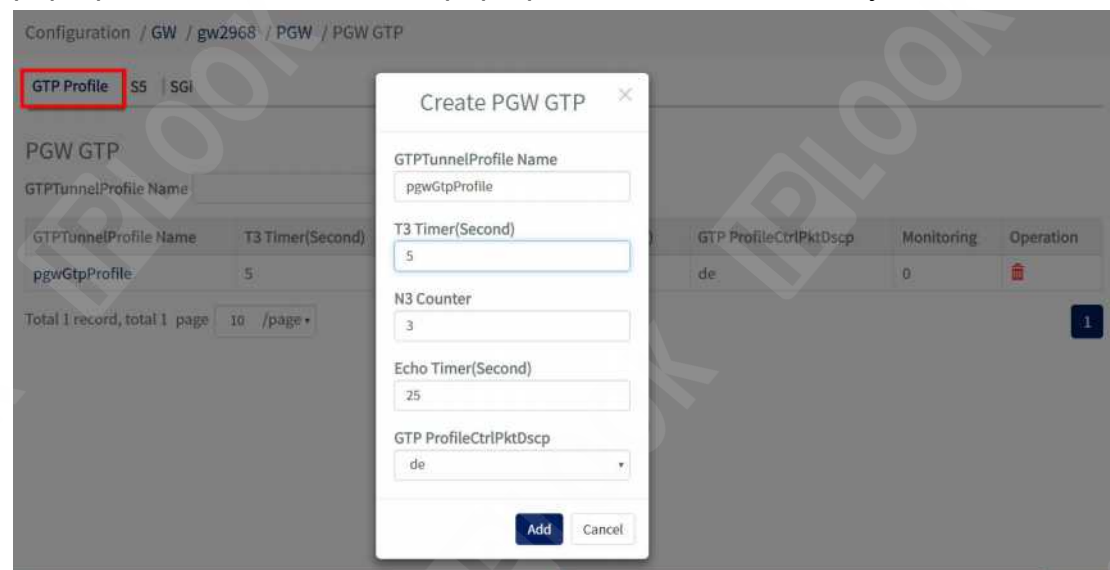 Configuration / GW / gw2968 / PGW / PGW GTP
GTP Profile S5 | SGi
Create PGW GTP ×
PGW GTP
GTPTunnelProfile Name
GTPTunnelProfile Name
pgwGtpProfile
GTPTunnelProfile Name T3 Timer(Second) ) GTP ProfileCtrlPktDscp Monitoring Operation
pgwGtpProfile 5 de 0
Total 1 record, total 1 page 10 /page 1
T3 Timer(Second)
5
N3 Counter
3
Echo Timer(Second)
25
GTP ProfileCtrlPktDscp
de
Add Cancel
IPLOOK
IPLOOK